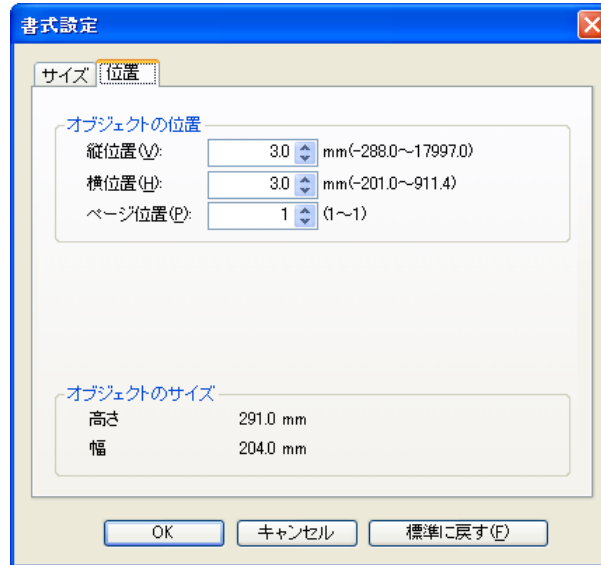 書式設定
サイズ 位置
オブジェクトの位置
縦位置(V): 3.0 mm(-288.0～17997.0)
横位置(H): 3.0 mm(-201.0～911.4)
ページ位置(P): 1 (1～1)
オブジェクトのサイズ
高さ 291.0 mm
幅 204.0 mm
OK キャンセル 標準に戻す(F)